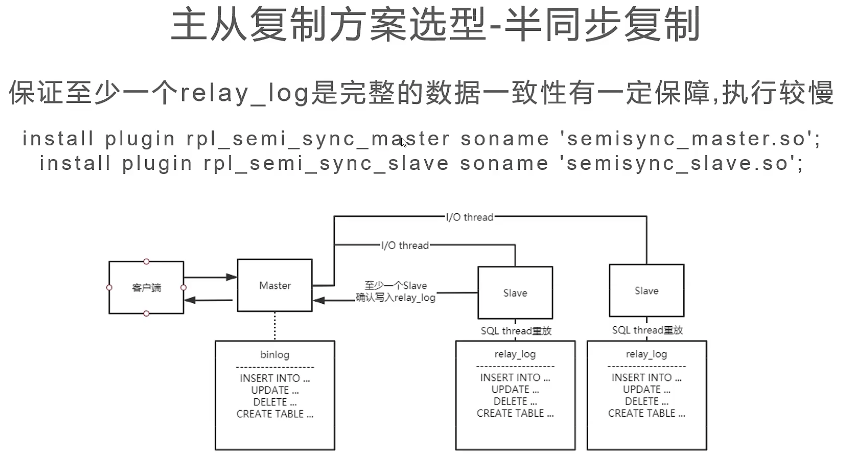 主从复制方案选型-半同步复制
保证至少一个relay_log是完整的数据一致性有一定保障,执行较慢
install plugin rpl_semi_sync_master soname 'semisync_master.so';
install plugin rpl_semi_sync_slave soname 'semisync_slave.so';
I/O thread
I/O thread
客户端
Master
至少一个Slave
确认写入relay_log
Slave
Slave
SQL thread重放
SQL thread重放
binlog
INSERT INTO ...
UPDATE ...
DELETE ...
CREATE TABLE ...
relay_log
INSERT INTO ...
UPDATE ...
DELETE ...
CREATE TABLE ...
relay_log
INSERT INTO ...
UPDATE ...
DELETE ...
CREATE TABLE ...